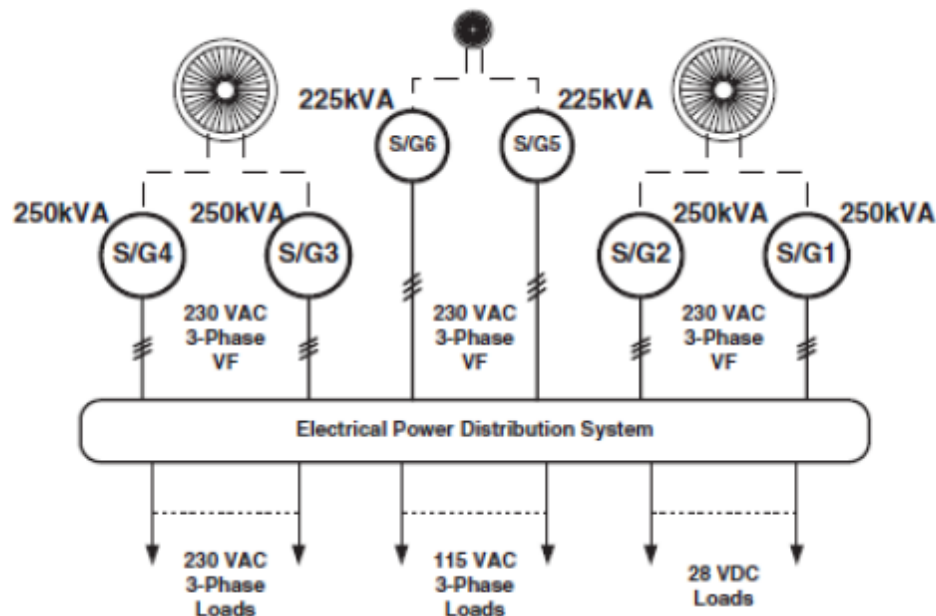 225kVA
225kVA
S/G6
S/G5
250kVA
250kVA
250kVA
250kVA
S/G4
S/G3
S/G2
S/G1
230 VAC
3-Phase
VF
230 VAC
3-Phase
VF
230 VAC
3-Phase
VF
Electrical Power Distribution System
230 VAC
3-Phase
Loads
115 VAC
3-Phase
Loads
28 VDC
Loads